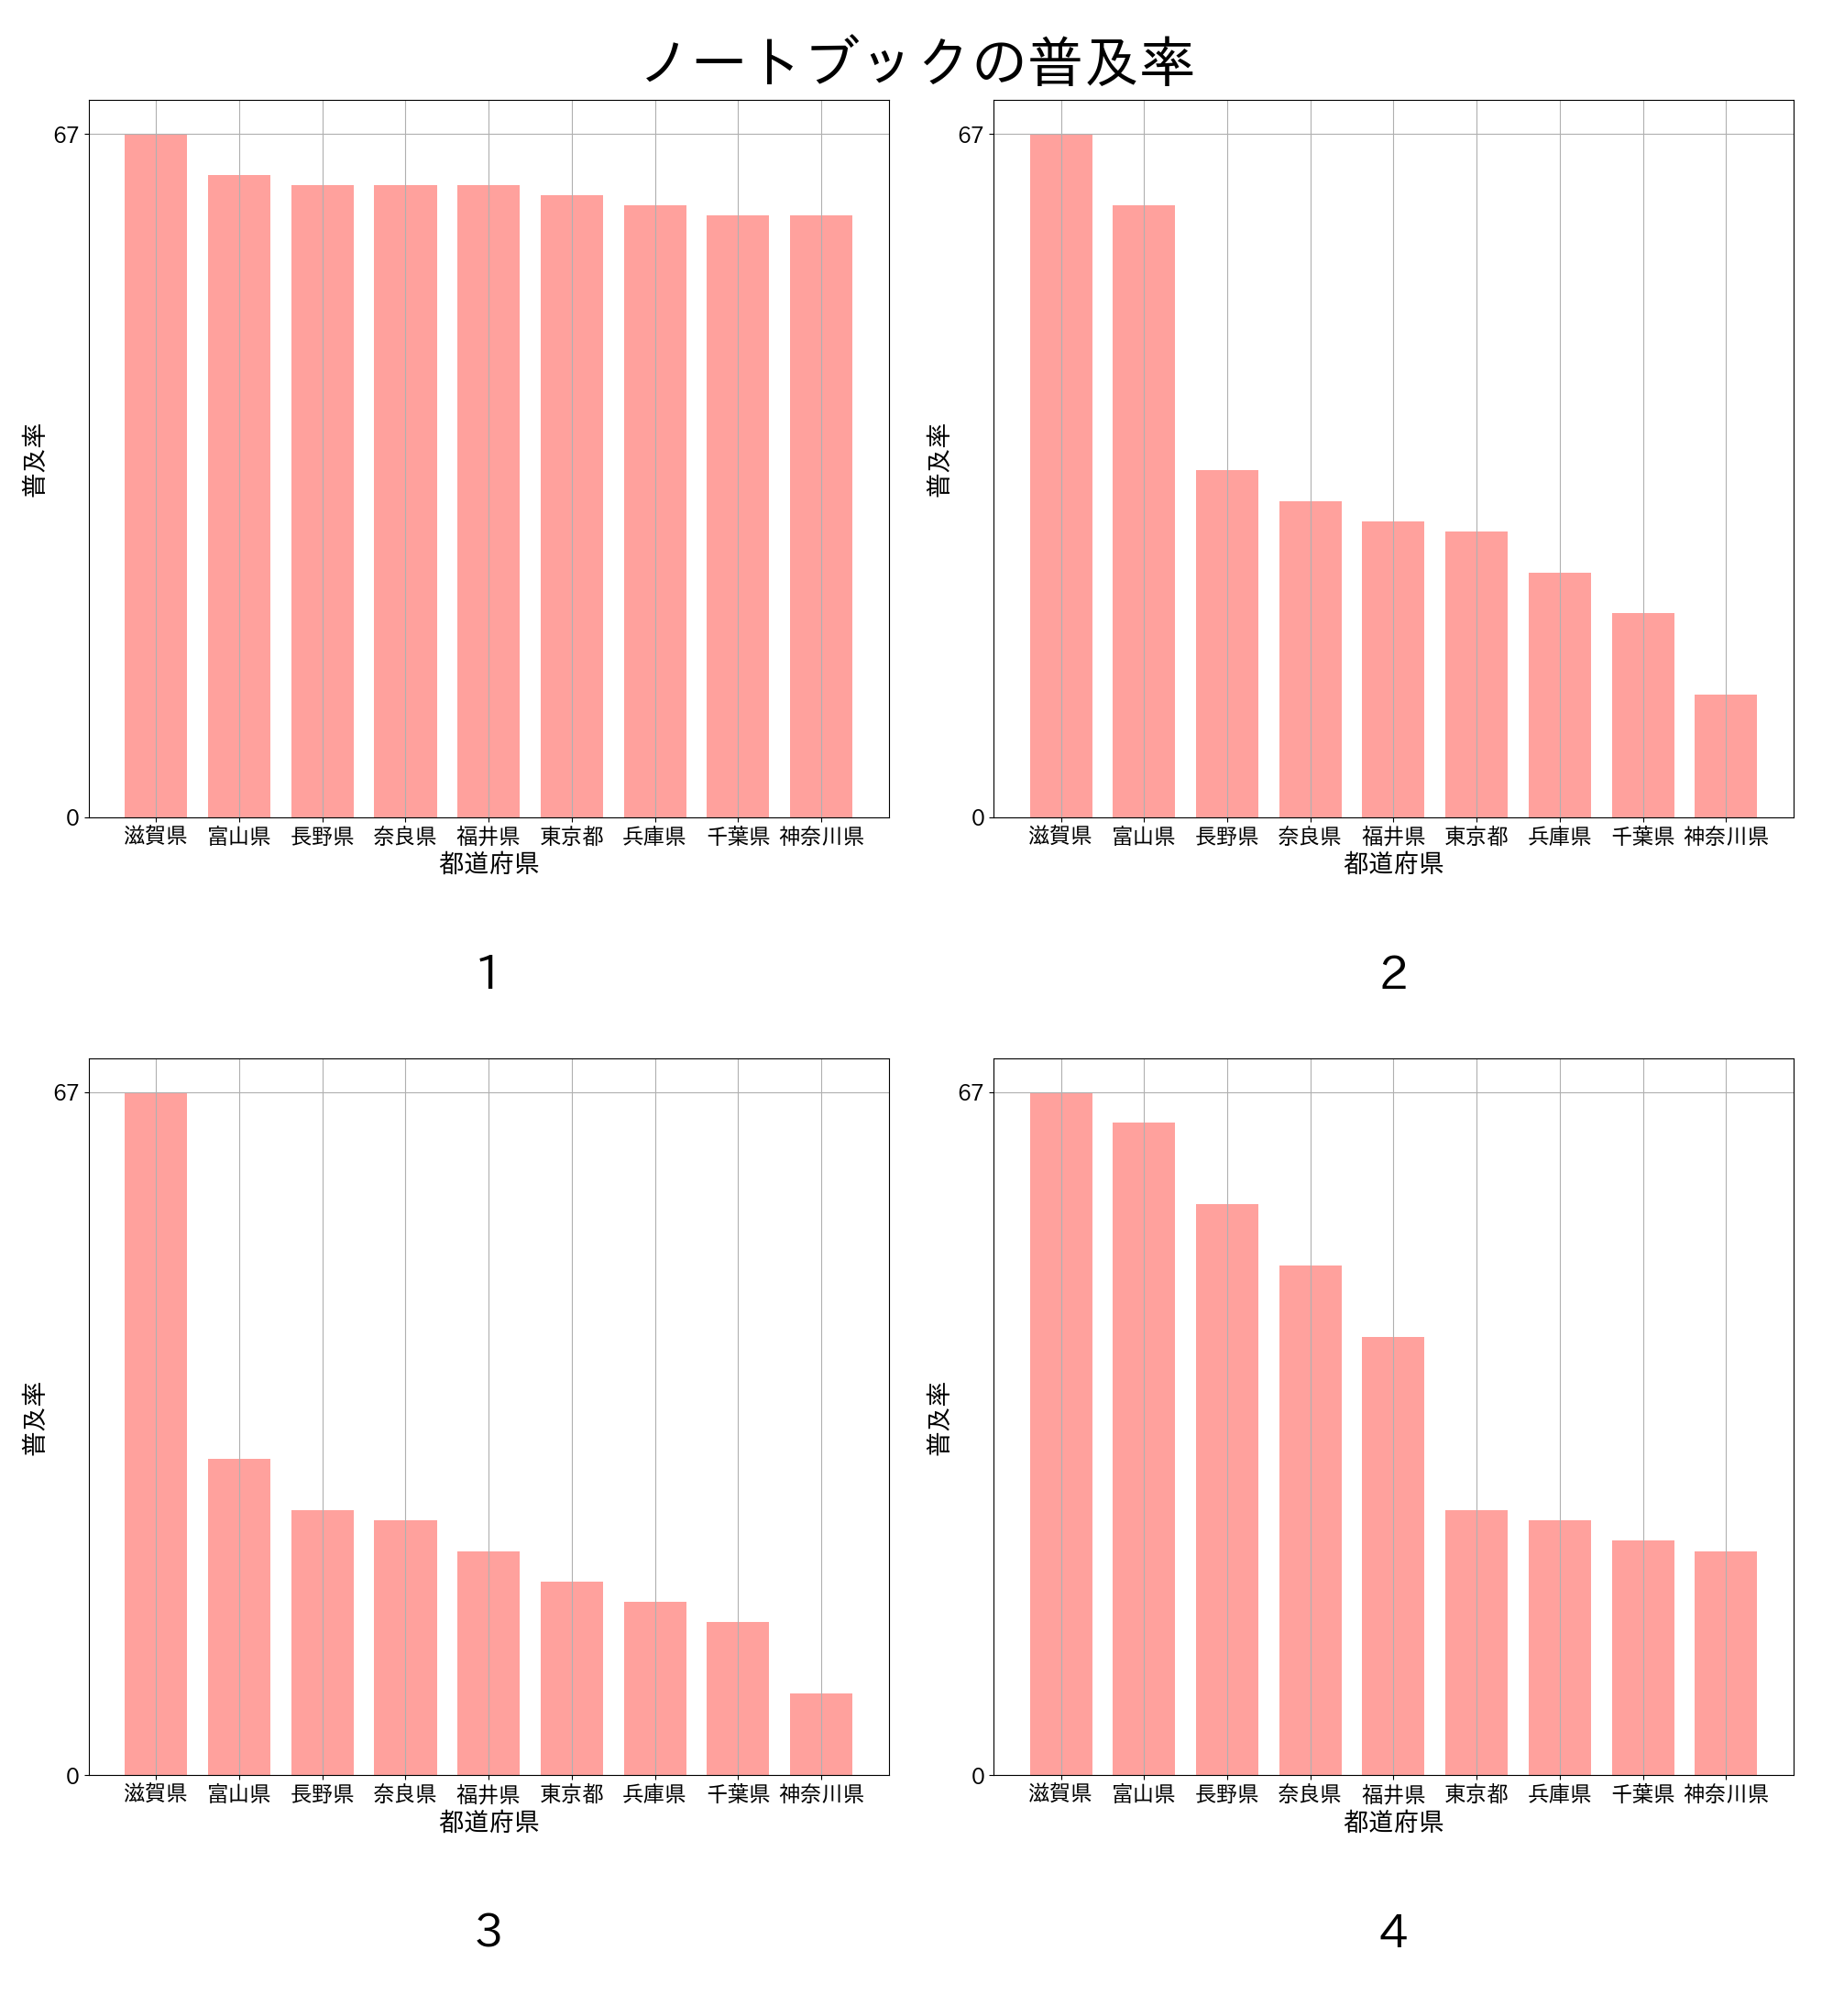 ノートブックの普及率
67
0
普及率
滋賀県 富山県 長野県 奈良県 福井県 東京都 兵庫県 千葉県 神奈川県
都道府県
1
67
0
普及率
滋賀県 富山県 長野県 奈良県 福井県 東京都 兵庫県 千葉県 神奈川県
都道府県
2
67
0
普及率
滋賀県 富山県 長野県 奈良県 福井県 東京都 兵庫県 千葉県 神奈川県
都道府県
3
67
0
普及率
滋賀県 富山県 長野県 奈良県 福井県 東京都 兵庫県 千葉県 神奈川県
都道府県
4